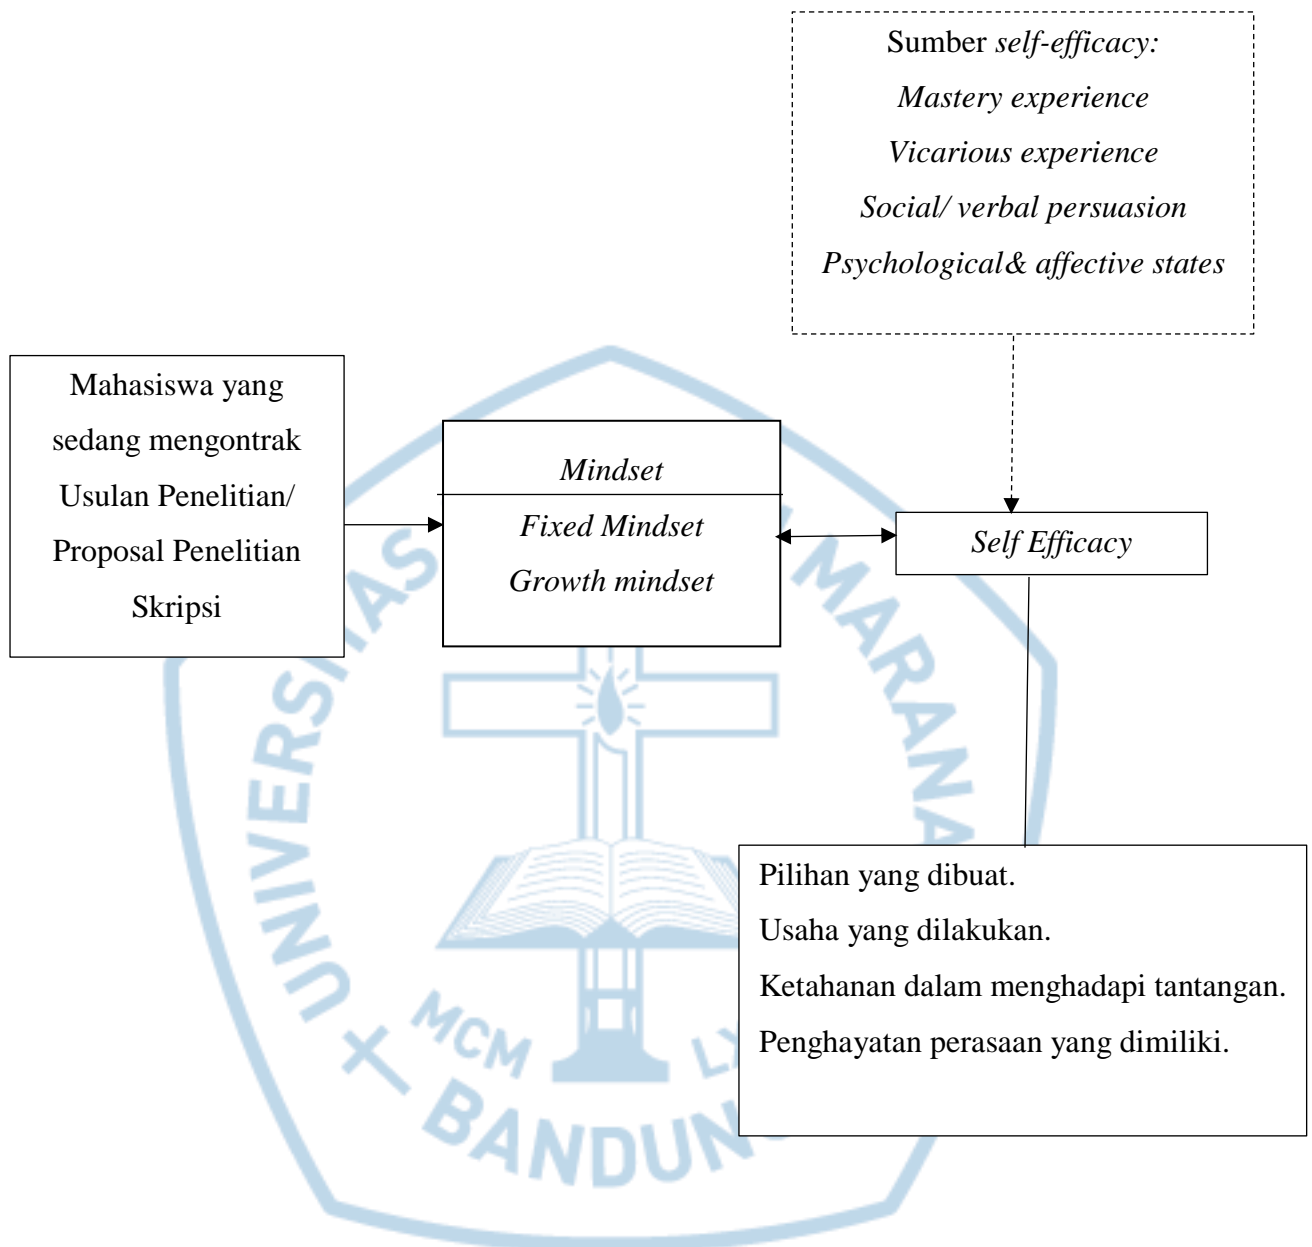 Sumber self-efficacy:
Mastery experience
Vicarious experience
Social/ verbal persuasion
Psychological& affective states
Mahasiswa yang
sedang mengontrak
Usulan Penelitian/
Proposal Penelitian
Skripsi
Mindset
Fixed Mindset
Growth mindset
Self Efficacy
Pilihan yang dibuat.
Usaha yang dilakukan.
Ketahanan dalam menghadapi tantangan.
Penghayatan perasaan yang dimiliki.
UNIVERSITAS
MARANA
MCM
BANDUN